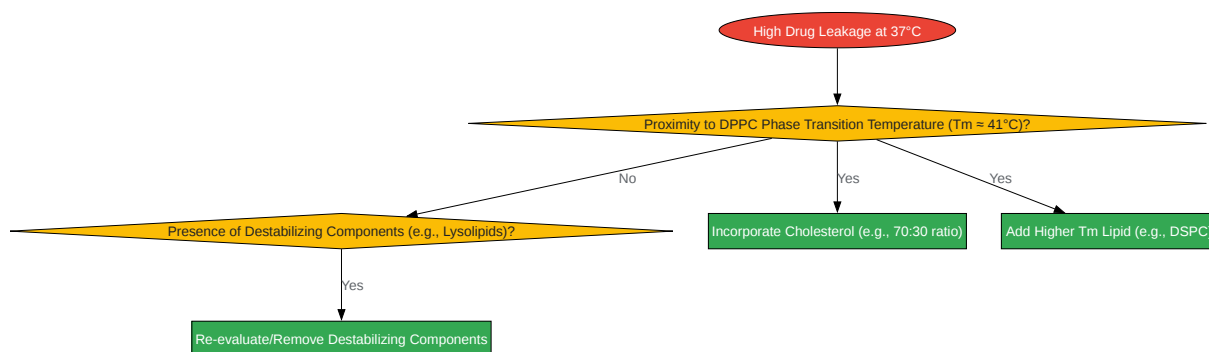 High Drug Leakage at 37°C
Proximity to DPPC Phase Transition Temperature (Tm ≈ 41°C)?
No
Yes
Yes
Presence of Destabilizing Components (e.g., Lysolipids)?
Incorporate Cholesterol (e.g., 70:30 ratio)
Add Higher Tm Lipid (e.g., DSPC)
Yes
Re-evaluate/Remove Destabilizing Components